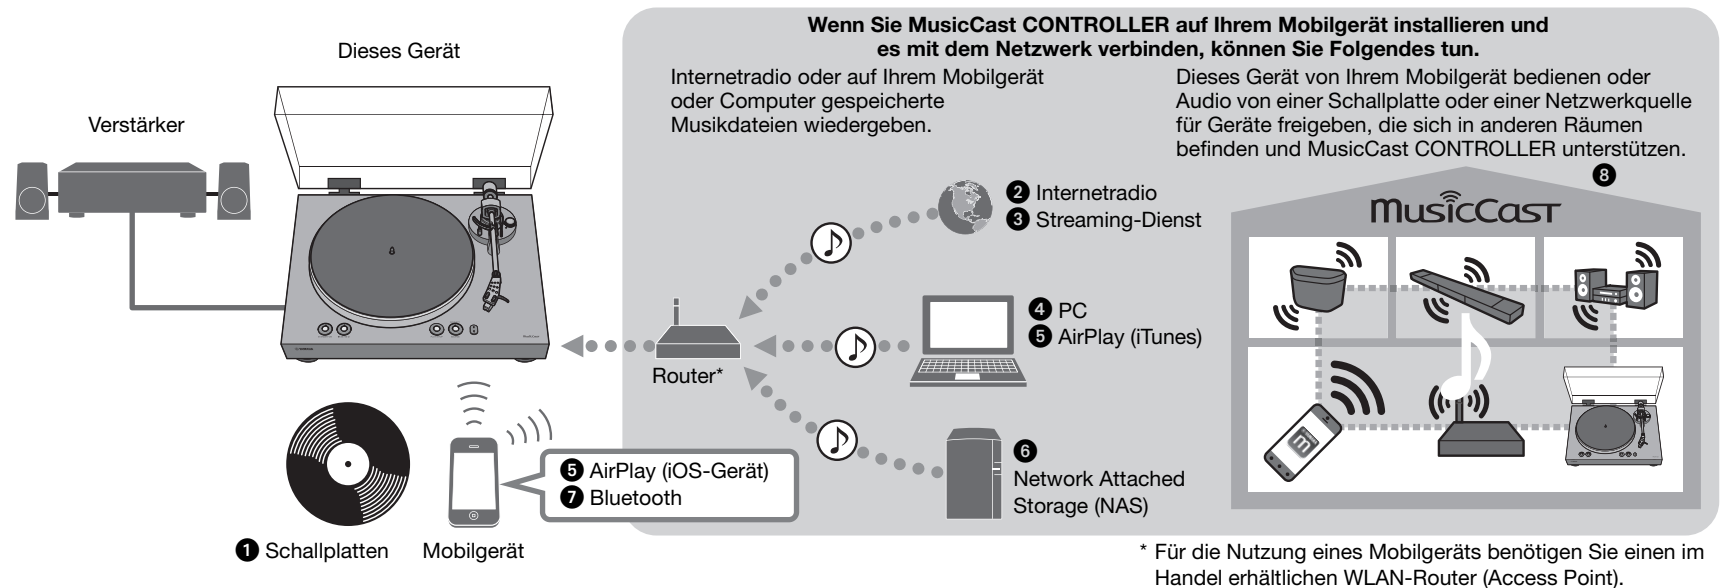 Wenn Sie MusicCast CONTROLLER auf Ihrem Mobilgerät installieren und
es mit dem Netzwerk verbinden, können Sie Folgendes tun.
Dieses Gerät
Verstärker
Internetradio oder auf Ihrem Mobilgerät
oder Computer gespeicherte
Musikdateien wiedergeben.
Dieses Gerät von Ihrem Mobilgerät bedienen oder
Audio von einer Schallplatte oder einer Netzwerkquelle
für Geräte freigeben, die sich in anderen Räumen
befinden und MusicCast CONTROLLER unterstützen.
8
MusicCast
2 Internetradio
3 Streaming-Dienst
4 PC
5 AirPlay (iTunes)
Router*
6
Network Attached
Storage (NAS)
5 AirPlay (iOS-Gerät)
7 Bluetooth
1 Schallplatten
Mobilgerät
* Für die Nutzung eines Mobilgeräts benötigen Sie einen im
Handel erhältlichen WLAN-Router (Access Point).